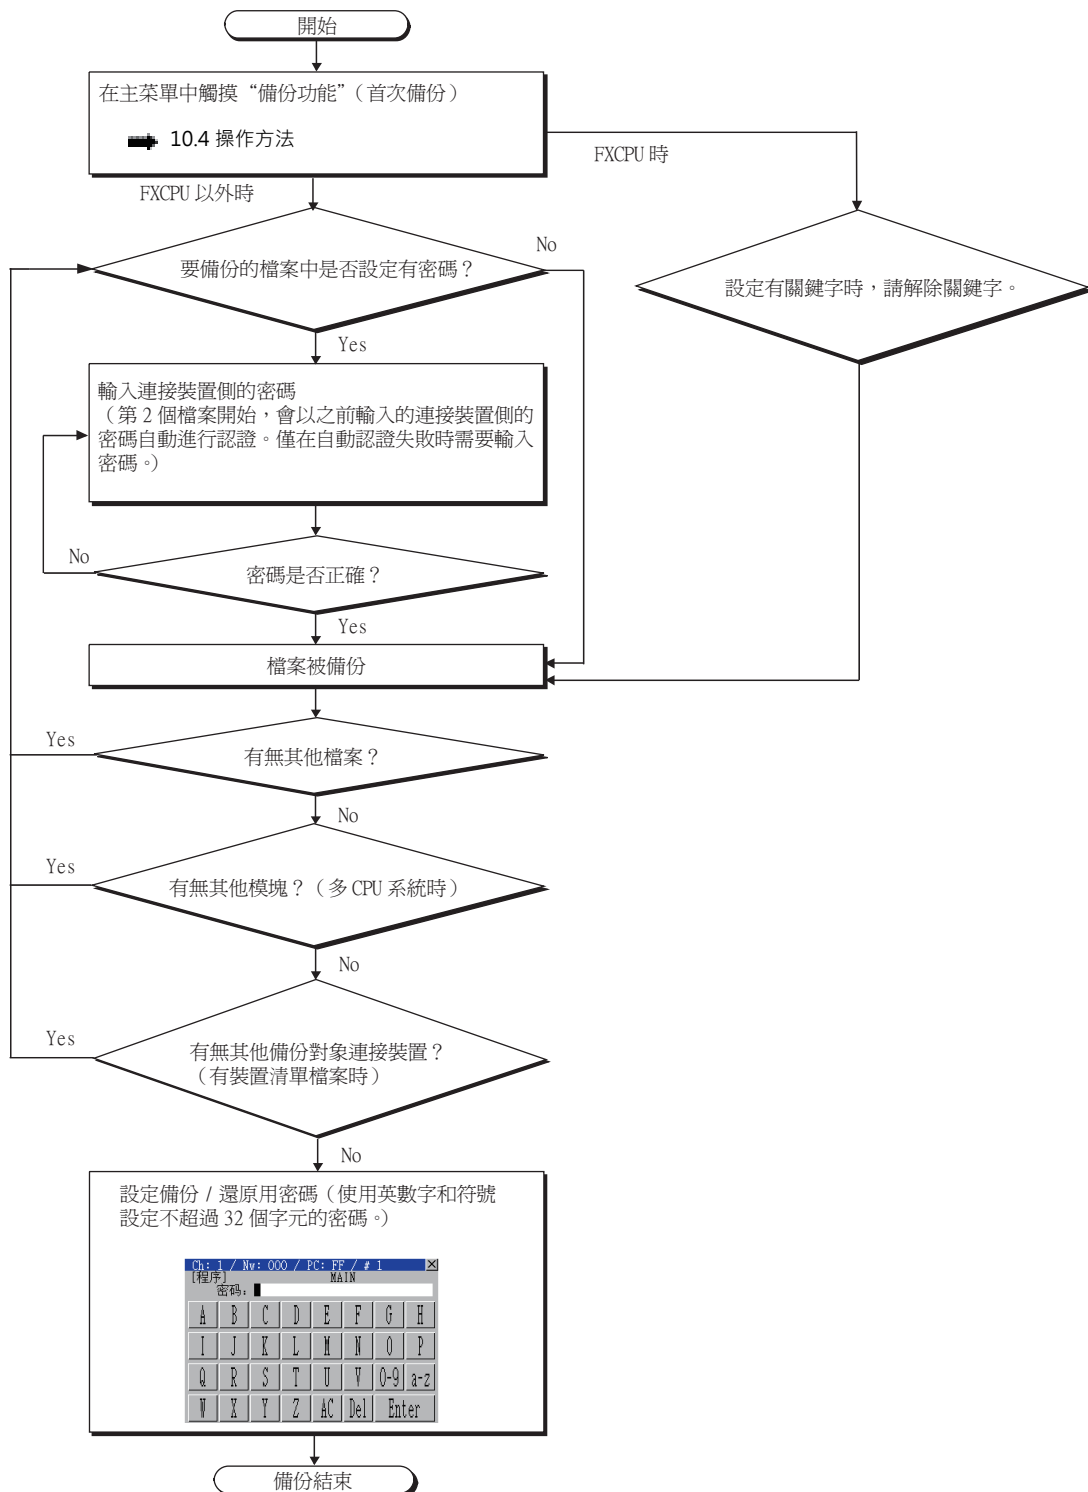 開始
在主菜單中觸摸“備份功能”（首次備份）
10.4 操作方法
FXCPU 時
FXCPU 以外時
No
要備份的檔案中是否設定有密碼？
設定有關鍵字時，請解除關鍵字。
Yes
輸入連接裝置側的密碼
（第 2 個檔案開始，會以之前輸入的連接裝置側的
密碼自動進行認證。僅在自動認證失敗時需要輸入
密碼。）
No
密碼是否正確？
Yes
檔案被備份
Yes
有無其他檔案？
No
Yes
有無其他模塊？（多 CPU 系統時）
No
Yes
有無其他備份對象連接裝置？
（有裝置清單檔案時）
No
設定備份 / 還原用密碼（使用英數字和符號
設定不超過 32 個字元的密碼。）
Ch: 1 / Nw: 000 / PC: FF / # 1 X
[程序] MAIN
密码:
A B C D E F G H
I J K L M N O P
Q R S T U V 0-9 a-z
W X Y Z AC Del Enter
備份結束